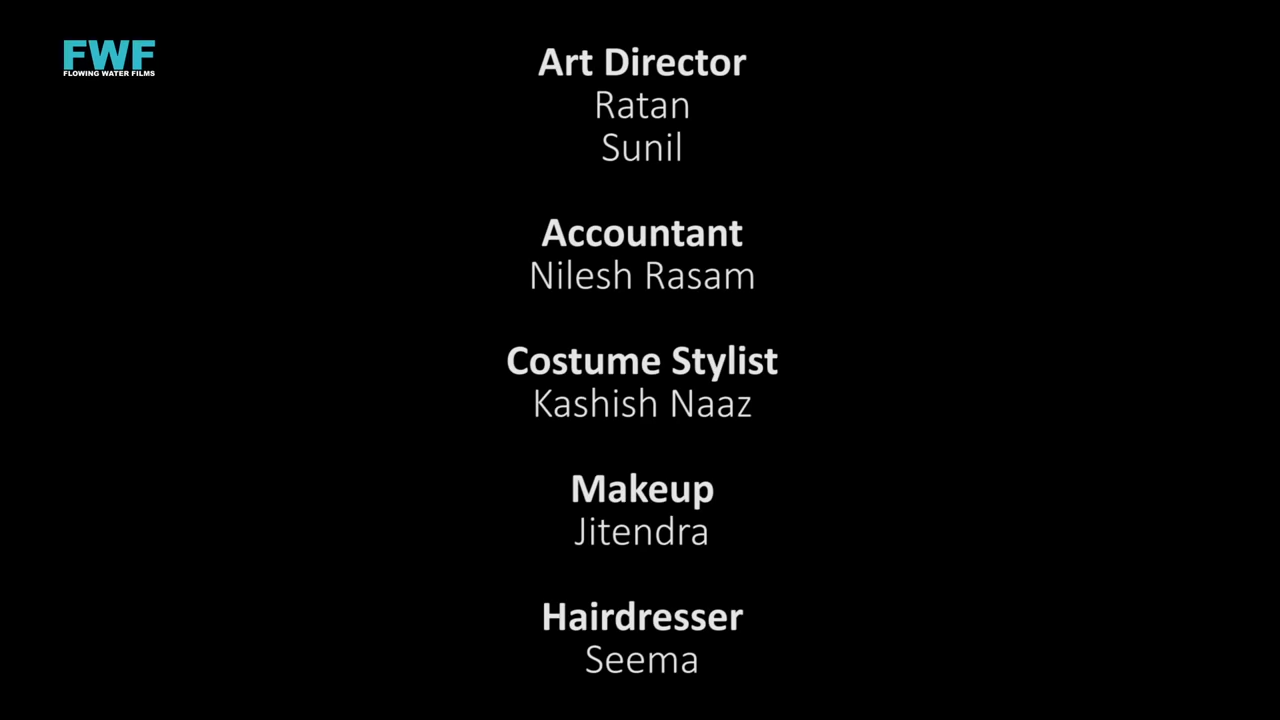 FWF
FLOWING WATER FILMS
Art Director
Ratan
Sunil
Accountant
Nilesh Rasam
Costume Stylist
Kashish Naaz
Makeup
Jitendra
Hairdresser
Seema